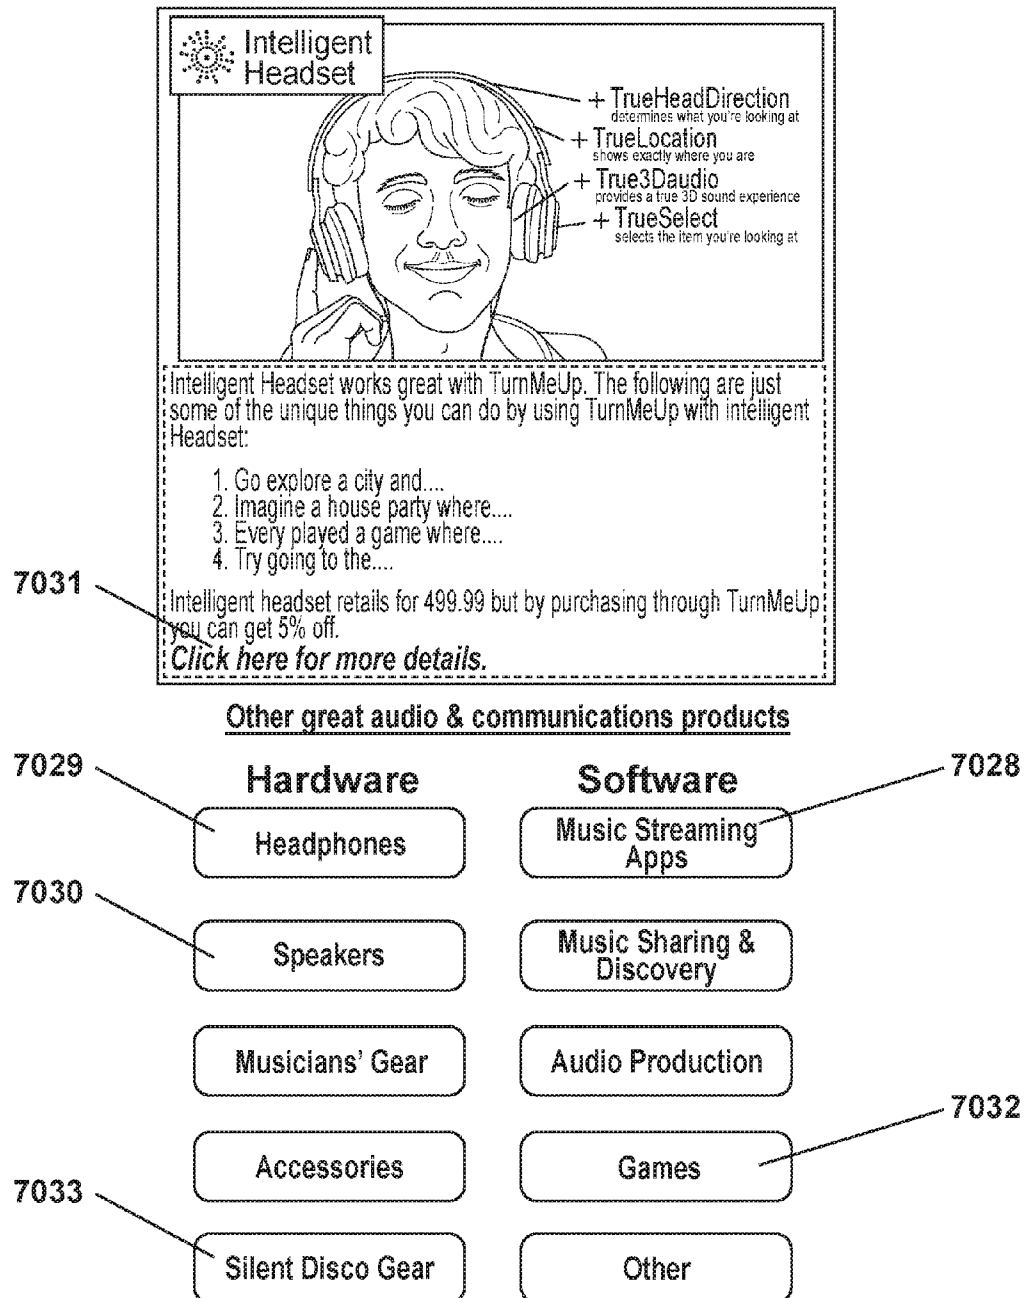 Intelligent
Headset
+ TrueHeadDirection
determines what you're looking at
+ TrueLocation
shows exactly where you are
+ True3Daudio
provides a true 3D sound experience
+ TrueSelect
selects the item you're looking at
Intelligent Headset works great with TurnMeUp. The following are just
some of the unique things you can do by using TurnMeUp with intelligent
Headset:
1. Go explore a city and....
2. Imagine a house party where....
3. Every played a game where....
4. Try going to the....
7031
Intelligent headset retails for 499.99 but by purchasing through TurnMeUp
you can get 5% off.
Click here for more details.
Other great audio & communications products
7029
Hardware
Software
7028
Headphones
Music Streaming
Apps
7030
Speakers
Music Sharing &
Discovery
Musicians' Gear
Audio Production
7032
Accessories
Games
7033
Silent Disco Gear
Other